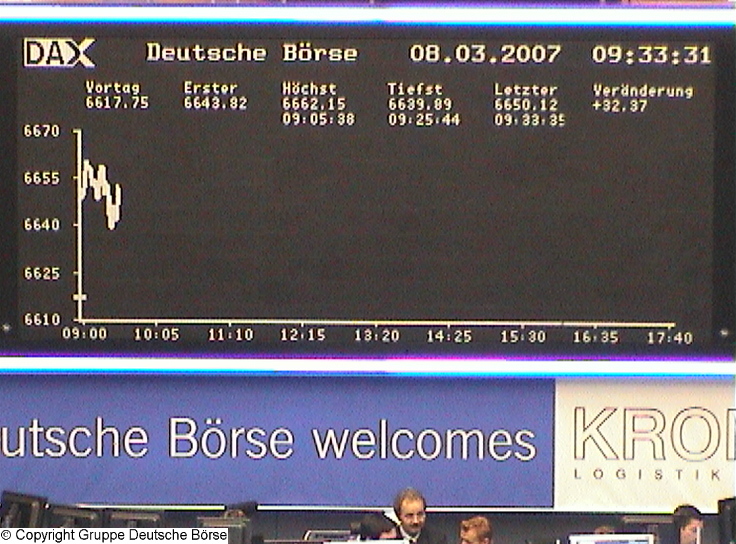 DAX Deutsche Börse 08.03.2007 09:33:31
Vortag Erster Höchst Tiefst Letzter Veränderung
6617.75 6643.82 6662.15 6639.89 6650.12 +32.37
09:05:38 09:25:44 09:33:35
6670
6655
6640
6625
6610
09:00 10:05 11:10 12:15 13:20 14:25 15:30 16:35 17:40
utsche Börse welcomes KRO
LOGISTIK
© Copyright Gruppe Deutsche Börse